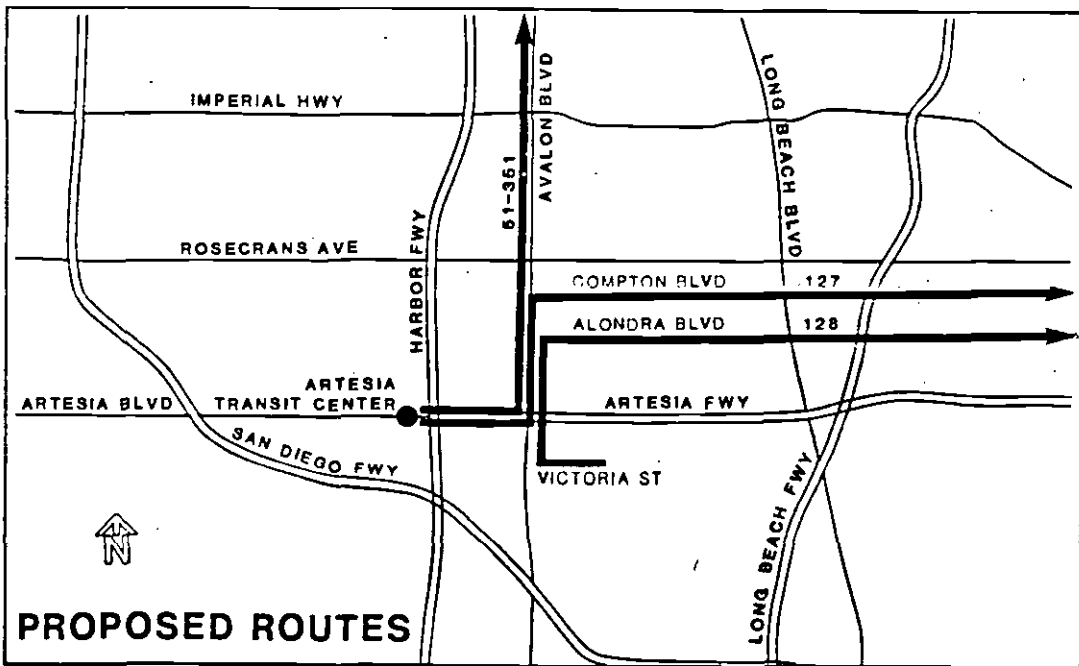 IMPERIAL HWY
AVALON BLVD
LONG BEACH BLVD
51-351
HARBOR FWY
ROSECRANS AVE
COMPTON BLVD 127
ALONDRA BLVD 128
ARTESIA
TRANSIT CENTER
ARTESIA BLVD
ARTESIA FWY
SAN DIEGO FWY
VICTORIA ST
LONG BEACH FWY
N
PROPOSED ROUTES